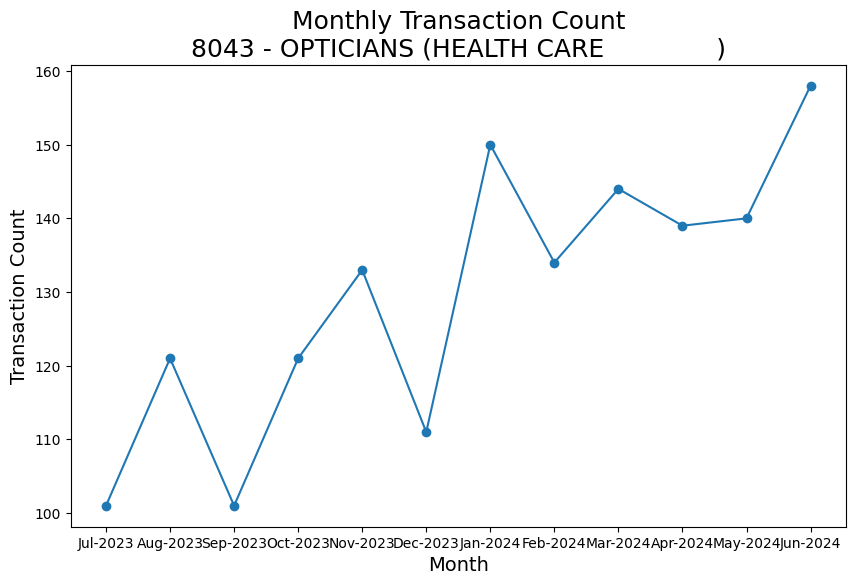 Monthly Transaction Count
8043 - OPTICIANS (HEALTH CARE              )
Transaction Count
160
150
140
130
120
110
100
Jul-2023 Aug-2023 Sep-2023 Oct-2023 Nov-2023 Dec-2023 Jan-2024 Feb-2024 Mar-2024 Apr-2024 May-2024 Jun-2024
Month